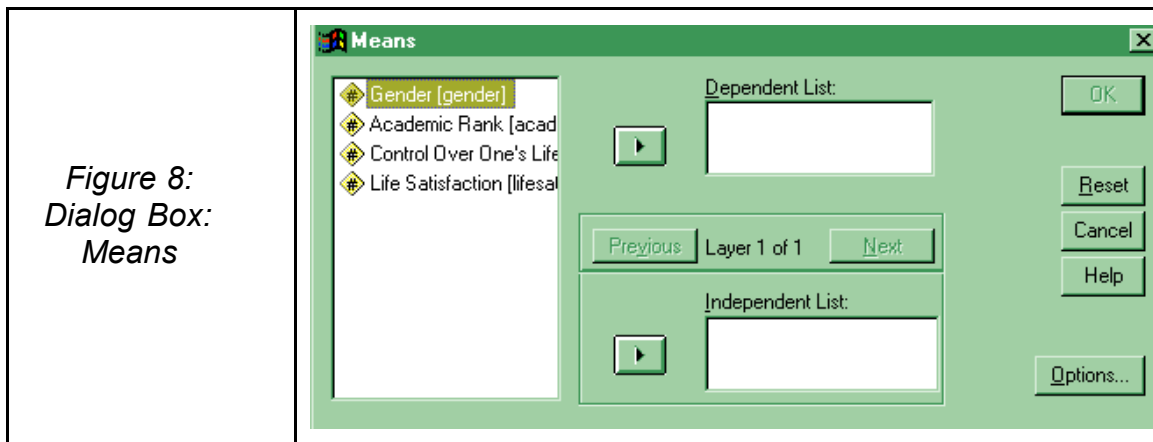 Figure 8:
Dialog Box:
Means
Means
Gender [gender]
Academic Rank [acad
Control Over One's Life
Life Satisfaction [lifesat
Dependent List:
Previous
Layer 1 of 1
Next
Independent List:
OK
Reset
Cancel
Help
Options...